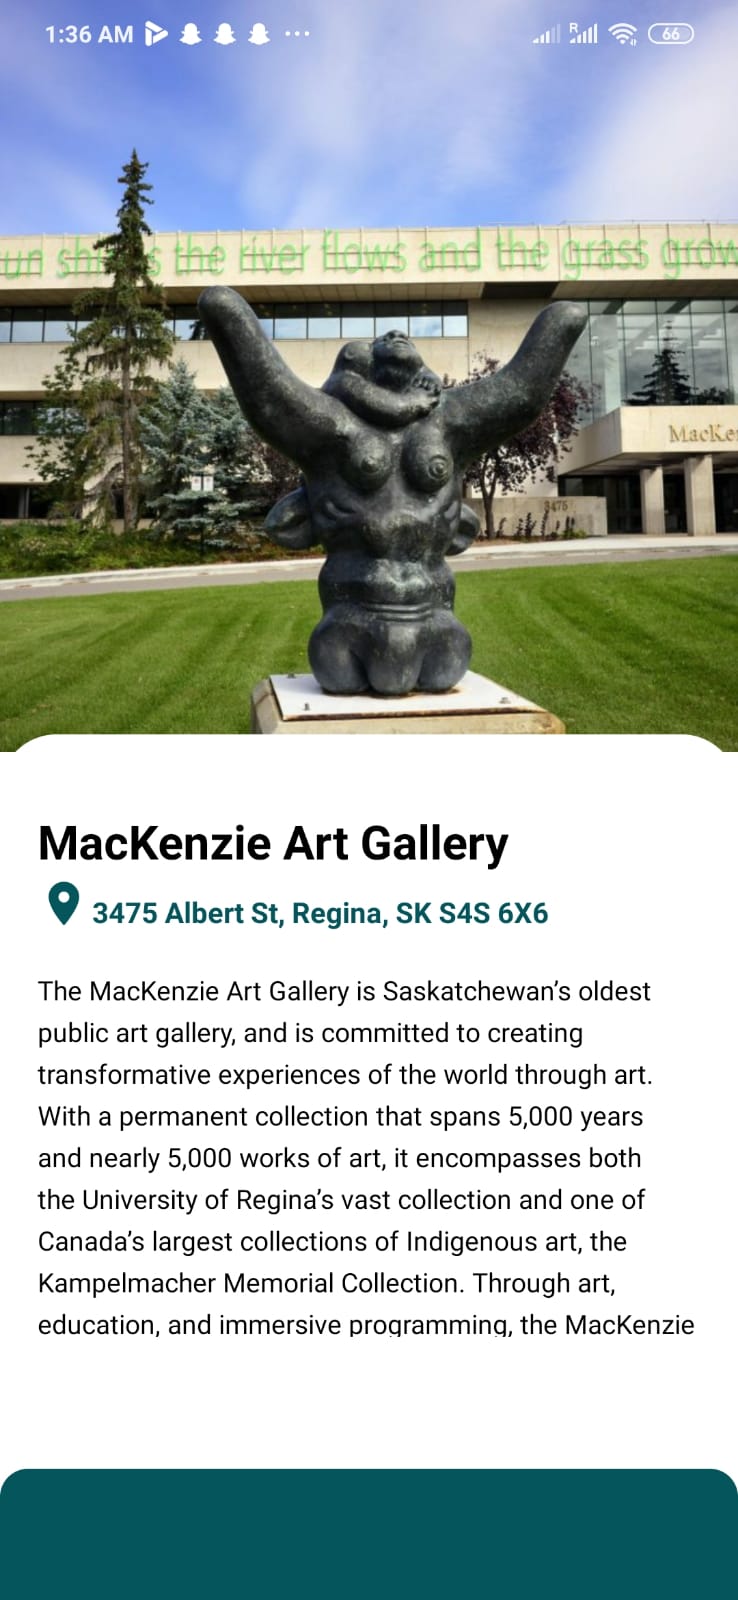 1:36 AM
R
66
the river flows and the grass grow
MacKe
3475
MacKenzie Art Gallery
3475 Albert St, Regina, SK S4S 6X6
The MacKenzie Art Gallery is Saskatchewan’s oldest
public art gallery, and is committed to creating
transformative experiences of the world through art.
With a permanent collection that spans 5,000 years
and nearly 5,000 works of art, it encompasses both
the University of Regina’s vast collection and one of
Canada’s largest collections of Indigenous art, the
Kampelmacher Memorial Collection. Through art,
education, and immersive programming, the MacKenzie